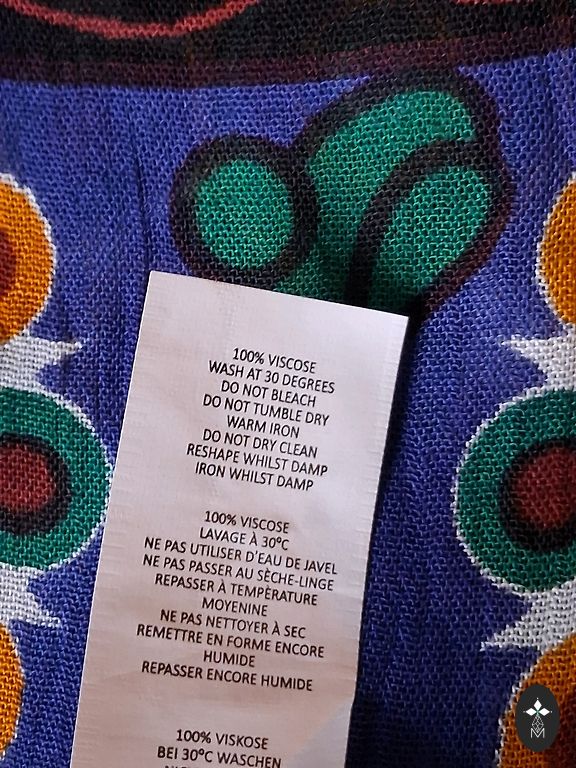 100% VISCOSE
WASH AT 30 DEGREES
DO NOT BLEACH
DO NOT TUMBLE DRY
WARM IRON
DO NOT DRY CLEAN
RESHAPE WHILST DAMP
IRON WHILST DAMP
100% VISCOSE
LAVAGE À 30ºC
NE PAS UTILISER D'EAU DE JAVEL
NE PAS PASSER AU SÈCHE-LINGE
REPASSER À TEMPÈRATURE
MOYENINE
NE PAS NETTOYER À SEC
REMETTRE EN FORME ENCORE
HUMIDE
REPASSER ENCORE HUMIDE
100% VISKOSE
BEI 30ºC WASCHEN